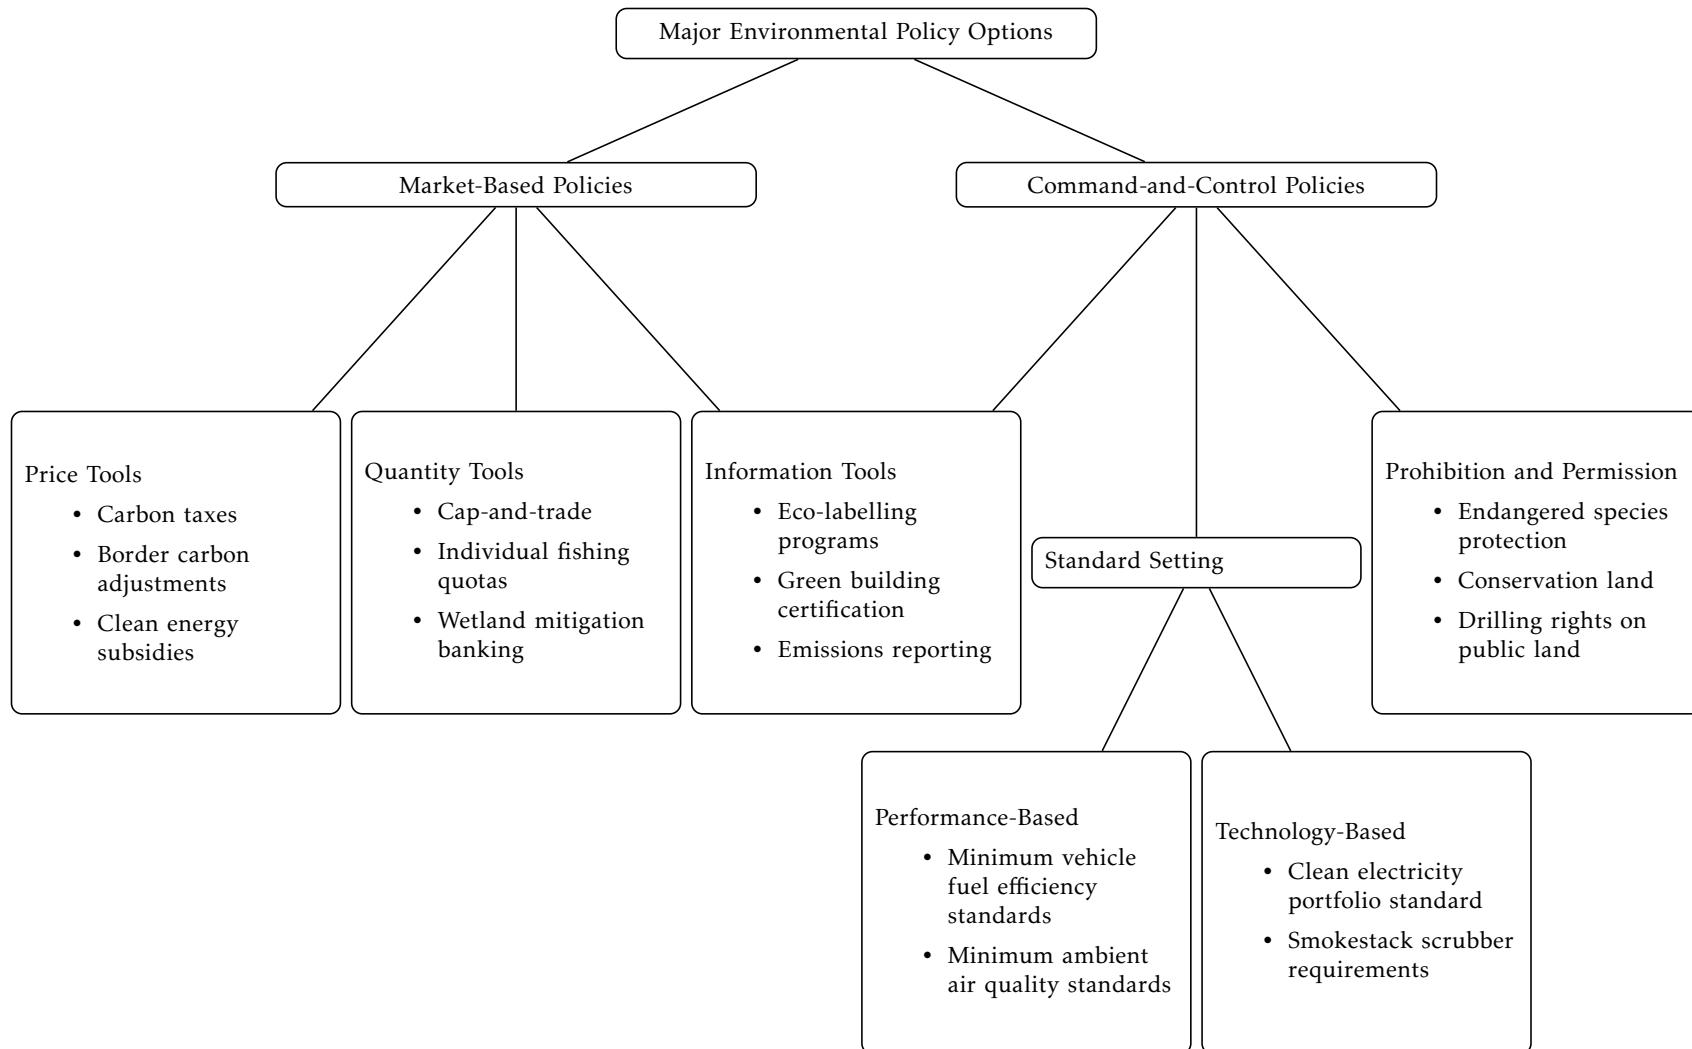 Major Environmental Policy Options
Market-Based Policies
Command-and-Control Policies
Price Tools
• Carbon taxes
• Border carbon
adjustments
• Clean energy
subsidies
Quantity Tools
• Cap-and-trade
• Individual fishing
quotas
• Wetland mitigation
banking
Information Tools
• Eco-labelling
programs
• Green building
certification
• Emissions reporting
Standard Setting
Prohibition and Permission
• Endangered species
protection
• Conservation land
• Drilling rights on
public land
Performance-Based
• Minimum vehicle
fuel efficiency
standards
• Minimum ambient
air quality standards
Technology-Based
• Clean electricity
portfolio standard
• Smokestack scrubber
requirements